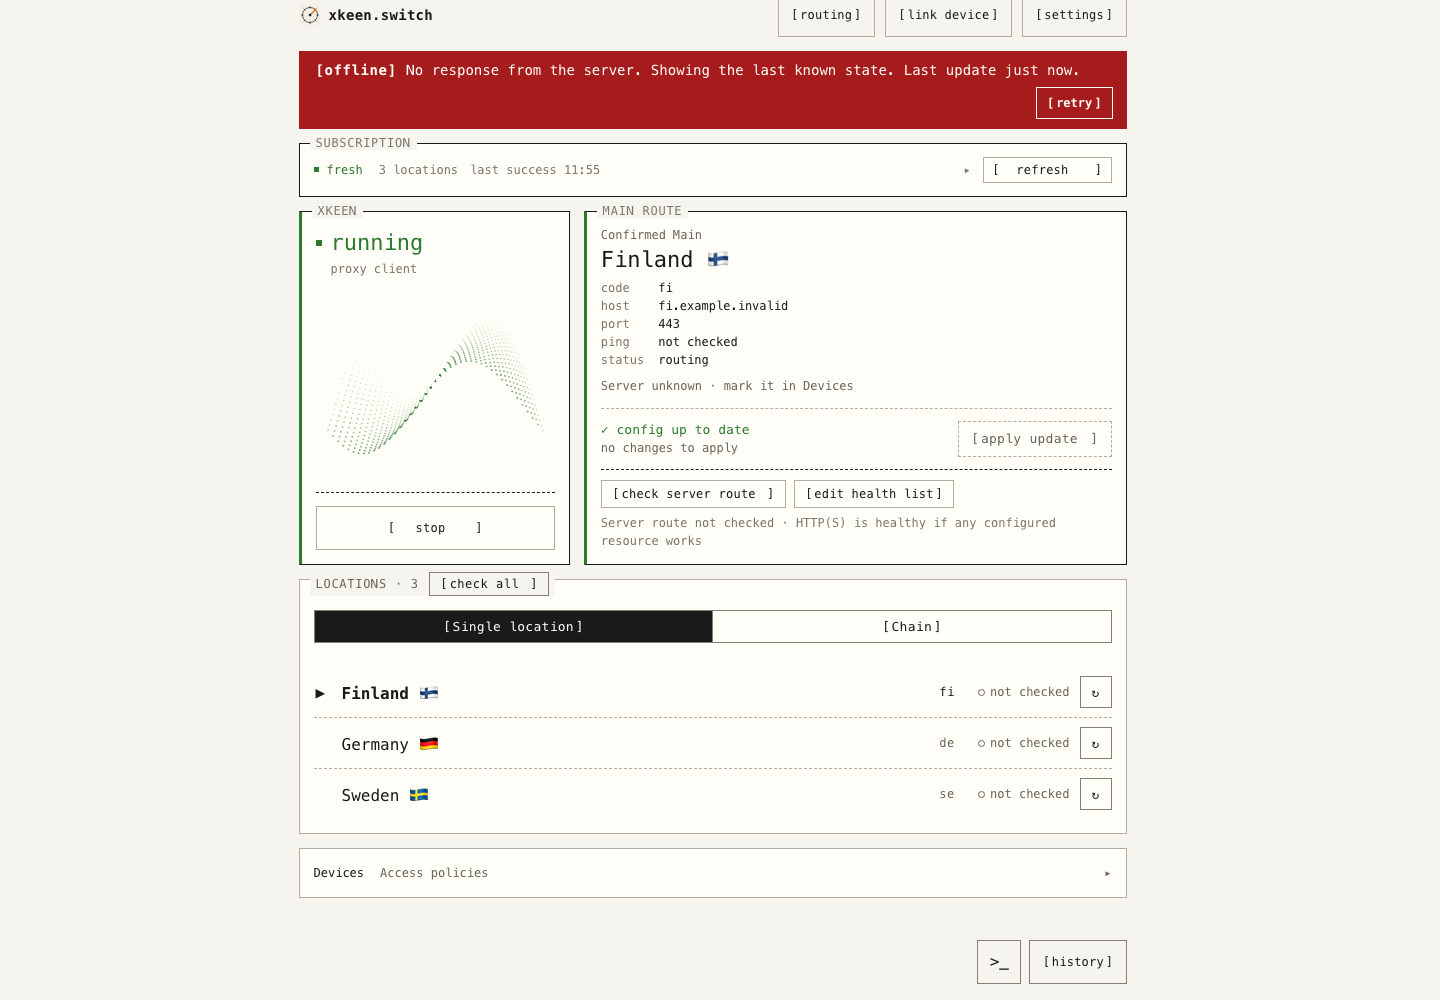 xkeen.switch
[routing] [link device] [settings]
[offline] No response from the server. Showing the last known state. Last update just now.
[retry]
SUBSCRIPTION
fresh 3 locations last success 11:55 ▸ [ refresh ]
XKEEN
running
proxy client
[ stop ]
MAIN ROUTE
Confirmed Main
Finland 🇫🇮
code fi
host fi.example.invalid
port 443
ping not checked
status routing
Server unknown · mark it in Devices
✓ config up to date
no changes to apply
[apply update ]
[check server route ] [edit health list]
Server route not checked · HTTP(S) is healthy if any configured
resource works
LOCATIONS · 3 [check all ]
[Single location] [Chain]
▶ Finland 🇫🇮 fi ○ not checked ↻
Germany 🇩🇪 de ○ not checked ↻
Sweden 🇸🇪 se ○ not checked ↻
Devices Access policies ▸
>_ [history]